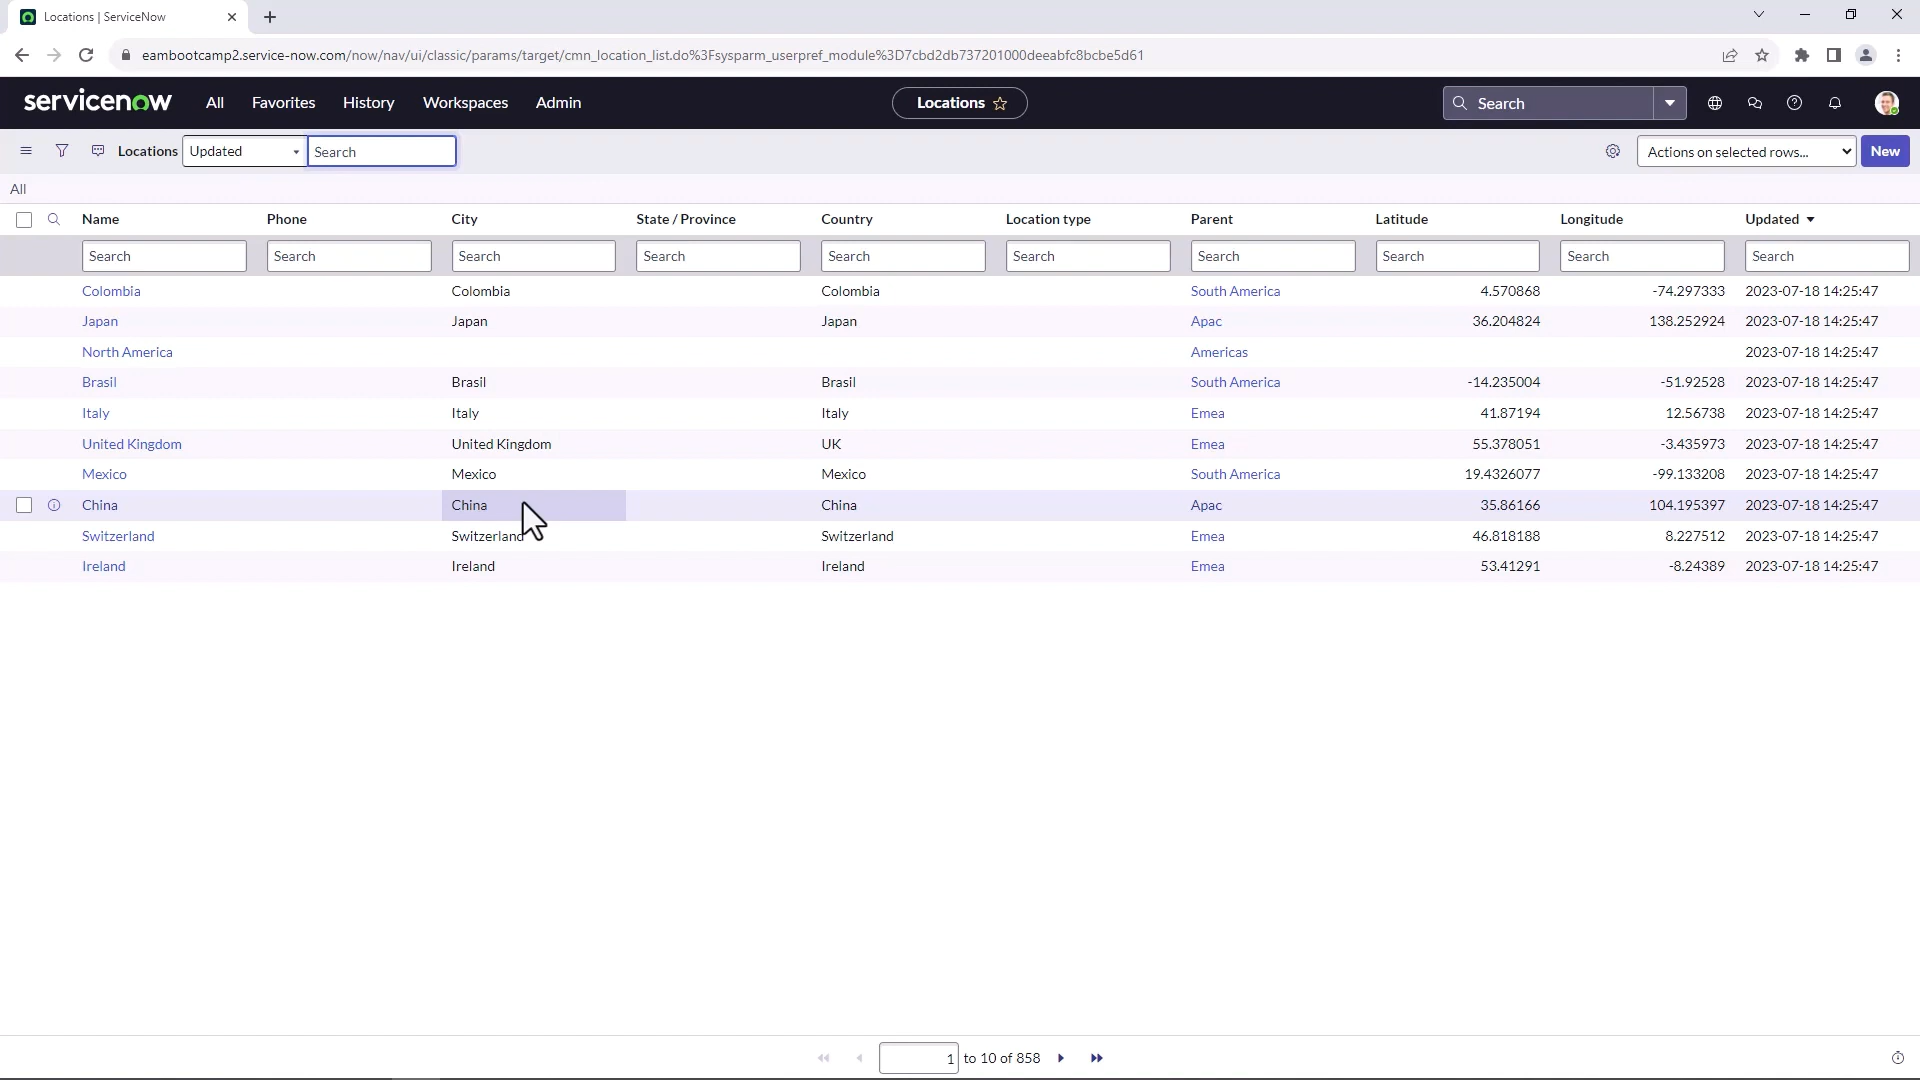 Locations | ServiceNow
eambootcamp2.service-now.com/now/nav/ui/classic/params/target/cmn_location_list.do%3Fsysparm_userpref_module%3D7cbd2db737201000deeabfc8bcbe5d61
servicenow All Favorites History Workspaces Admin Locations Search
Locations Updated Search Actions on selected rows... New
All
Name Phone City State / Province Country Location type Parent Latitude Longitude Updated
Search Search Search Search Search Search Search Search Search Search
Colombia Colombia Colombia South America 4.570868 -74.297333 2023-07-18 14:25:47
Japan Japan Japan Apac 36.204824 138.252924 2023-07-18 14:25:47
North America Americas 2023-07-18 14:25:47
Brasil Brasil Brasil South America -14.235004 -51.92528 2023-07-18 14:25:47
Italy Italy Italy Emea 41.87194 12.56738 2023-07-18 14:25:47
United Kingdom United Kingdom UK Emea 55.378051 -3.435973 2023-07-18 14:25:47
Mexico Mexico Mexico South America 19.4326077 -99.133208 2023-07-18 14:25:47
China China China Apac 35.86166 104.195397 2023-07-18 14:25:47
Switzerland Switzerland Switzerland Emea 46.818188 8.227512 2023-07-18 14:25:47
Ireland Ireland Ireland Emea 53.41291 -8.24389 2023-07-18 14:25:47
1 to 10 of 858